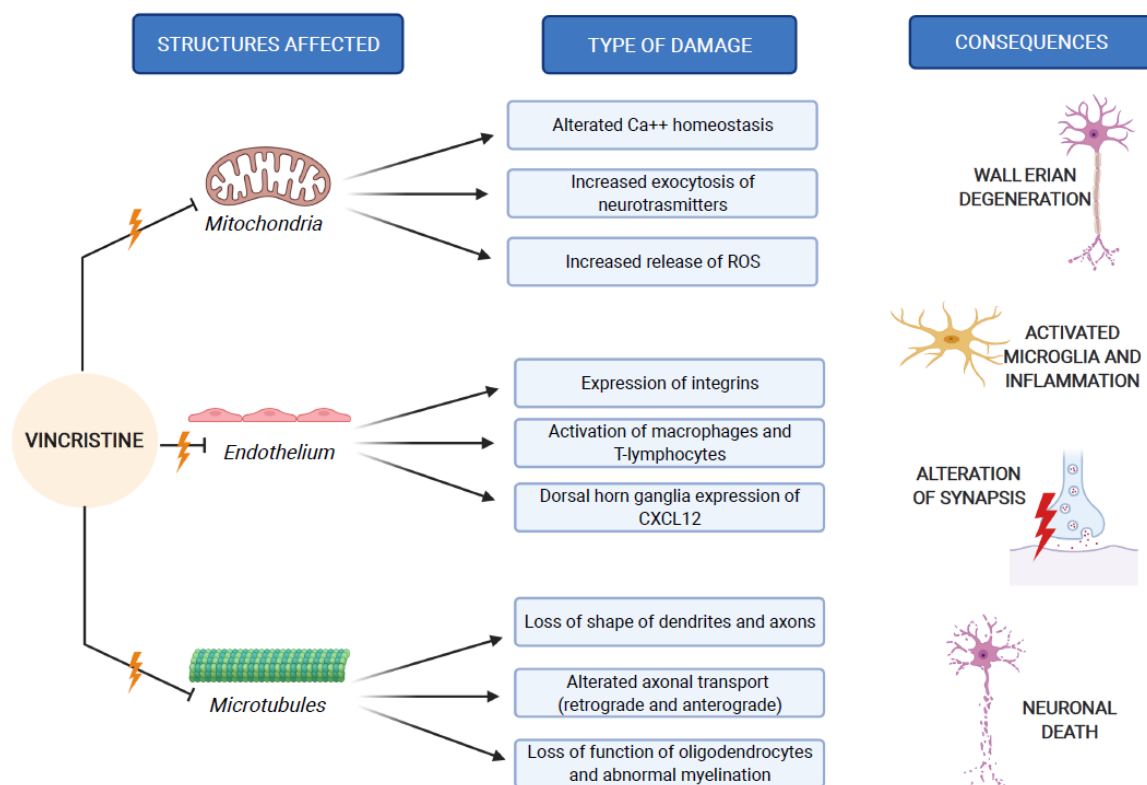 STRUCTURES AFFECTED
TYPE OF DAMAGE
CONSEQUENCES
VINCRISTINE
Mitochondria
Alterated Ca++ homeostasis
Increased exocytosis of
neurotrasmitters
Increased release of ROS
Endothelium
Expression of integrins
Activation of macrophages and
T-lymphocytes
Dorsal horn ganglia expression of
CXCL12
Microtubules
Loss of shape of dendrites and axons
Alterated axonal transport
(retrograde and anterograde)
Loss of function of oligodendrocytes
and abnormal myelination
WALLERIAN
DEGENERATION
ACTIVATED
MICROGLIA AND
INFLAMMATION
ALTERATION
OF SYNAPSIS
NEURONAL
DEATH